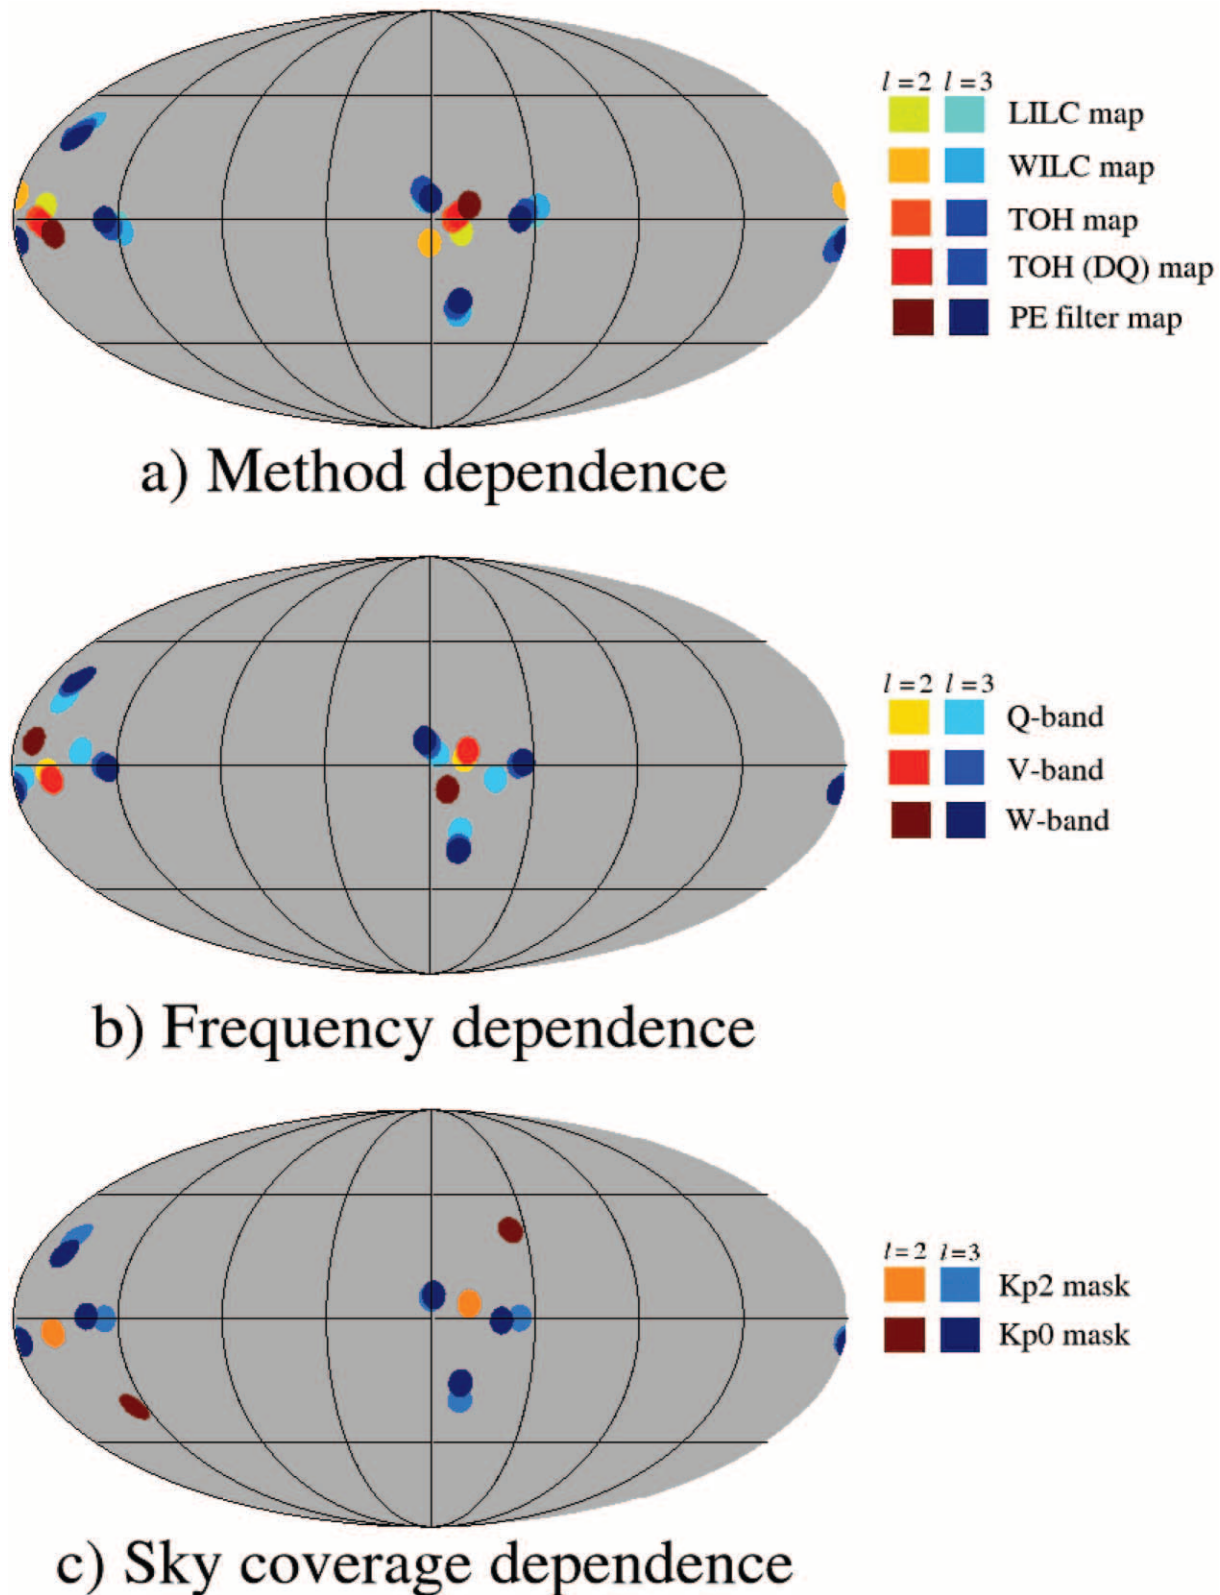 l = 2 l = 3
LILC map
WILC map
TOH map
TOH (DQ) map
PE filter map
a) Method dependence
l = 2 l = 3
Q-band
V-band
W-band
b) Frequency dependence
l = 2 l = 3
Kp2 mask
Kp0 mask
c) Sky coverage dependence